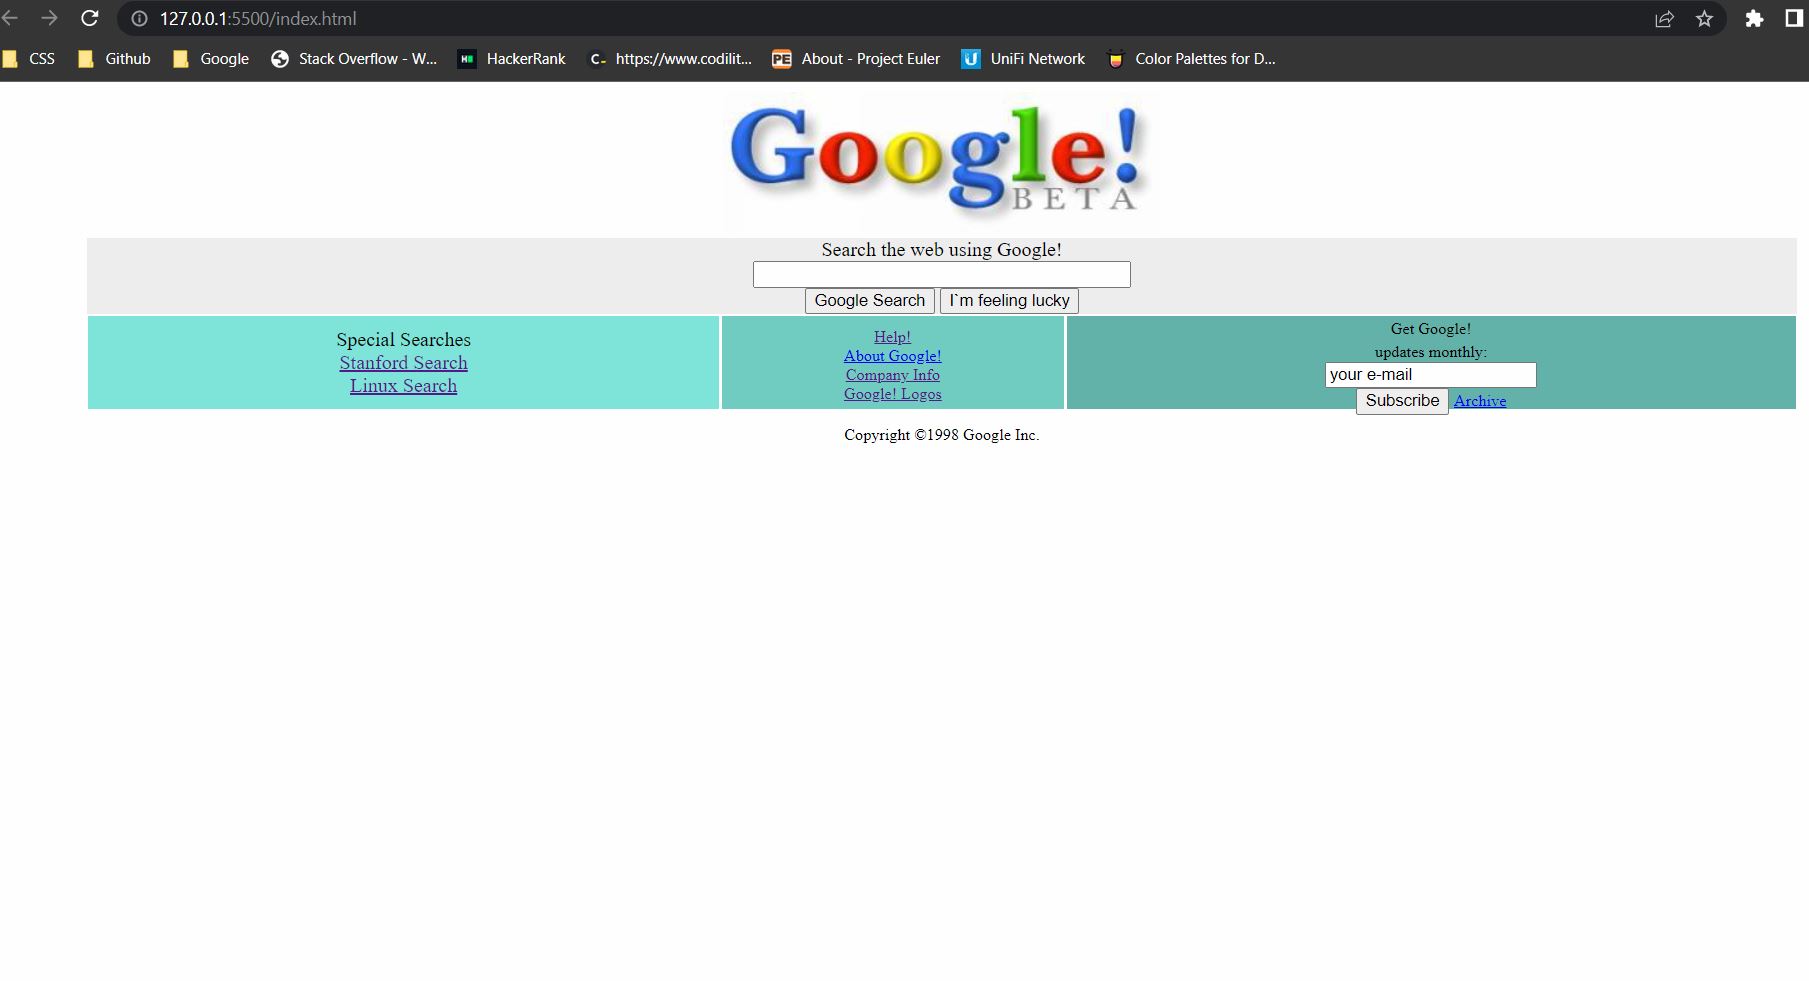 127.0.0.1:5500/index.html
CSS Github Google Stack Overflow - W... HackerRank https://www.codilit... About - Project Euler UniFi Network Color Palettes for D...
Google!
BETA
Search the web using Google!
Google Search I`m feeling lucky
Special Searches
Stanford Search
Linux Search
Help!
About Google!
Company Info
Google! Logos
Get Google!
updates monthly:
your e-mail
Subscribe Archive
Copyright ©1998 Google Inc.